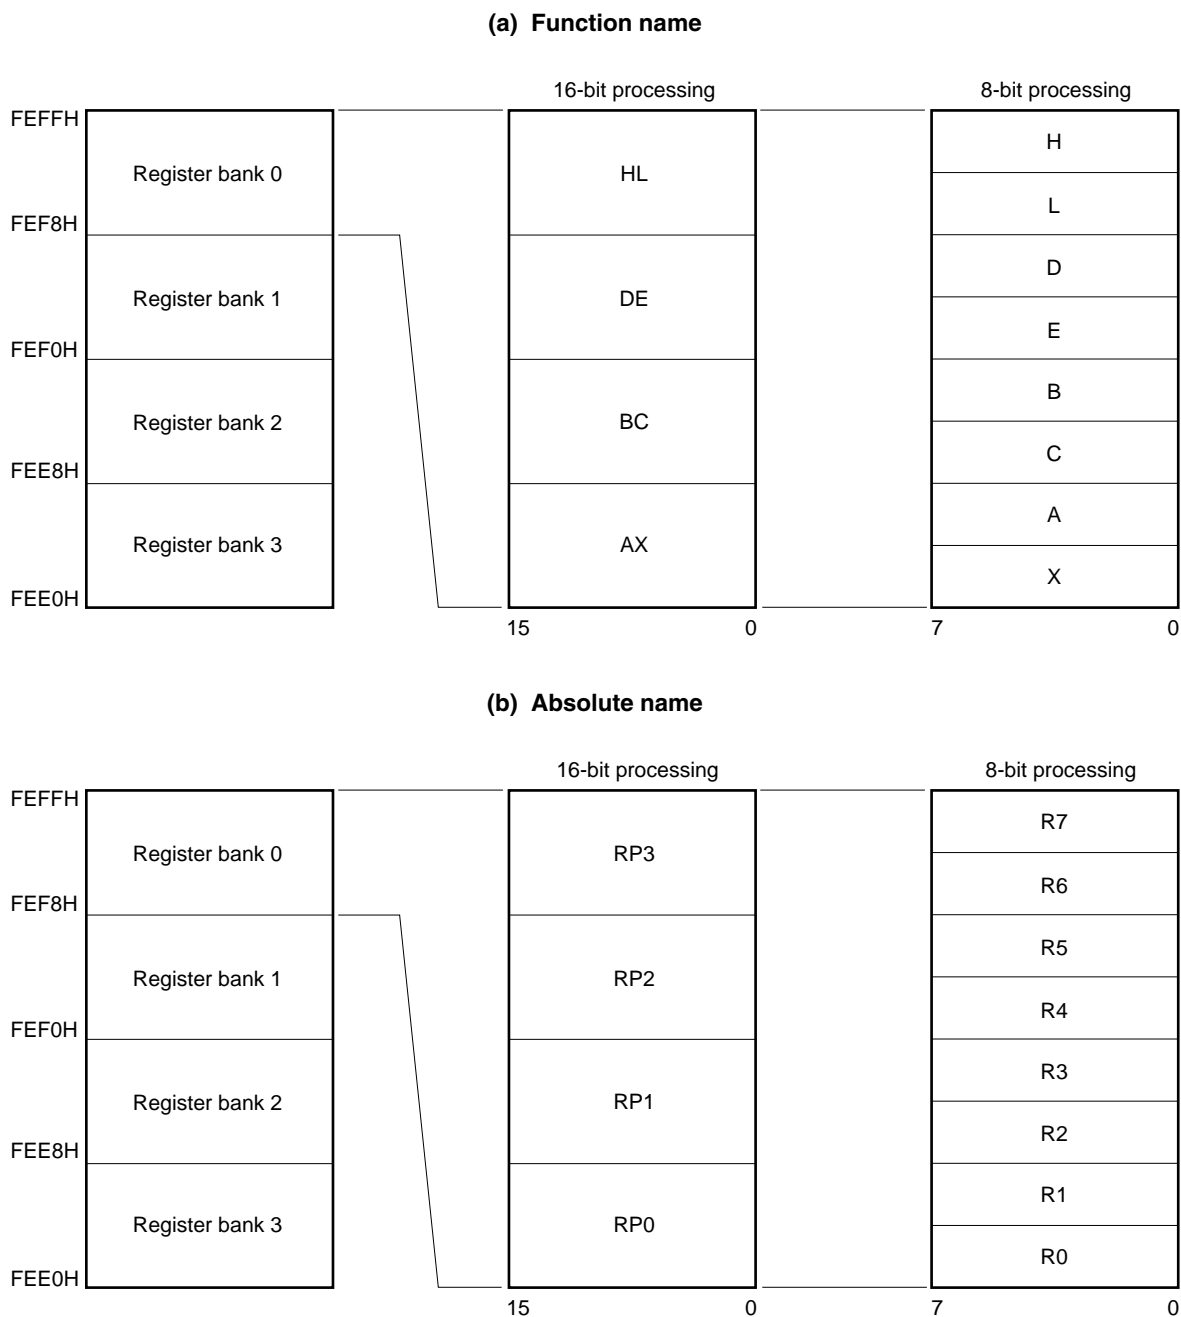 (a) Function name
16-bit processing
8-bit processing
FEFFH
Register bank 0
HL
H
L
FEF8H
Register bank 1
DE
D
E
FEF0H
Register bank 2
BC
B
C
FEE8H
Register bank 3
AX
A
X
FEE0H
15 0
7 0
(b) Absolute name
16-bit processing
8-bit processing
FEFFH
Register bank 0
RP3
R7
R6
FEF8H
Register bank 1
RP2
R5
R4
FEF0H
Register bank 2
RP1
R3
R2
FEE8H
Register bank 3
RP0
R1
R0
FEE0H
15 0
7 0